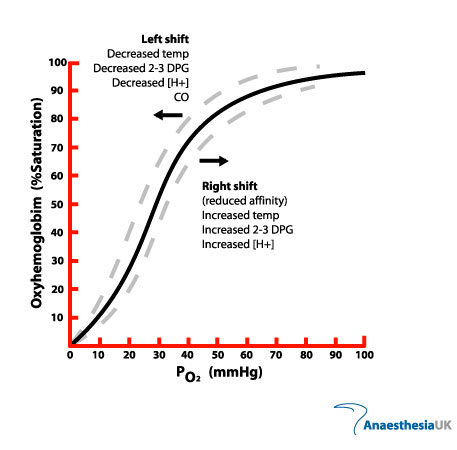 Left shift
Decreased temp
Decreased 2-3 DPG
Decreased [H+]
CO
Right shift
(reduced affinity)
Increased temp
Increased 2-3 DPG
Increased [H+]
Oxyhemoglobim (%Saturation)
100
90
80
70
60
50
40
30
20
10
0 10 20 30 40 50 60 70 80 90 100
PO₂ (mmHg)
AnaesthesiaUK